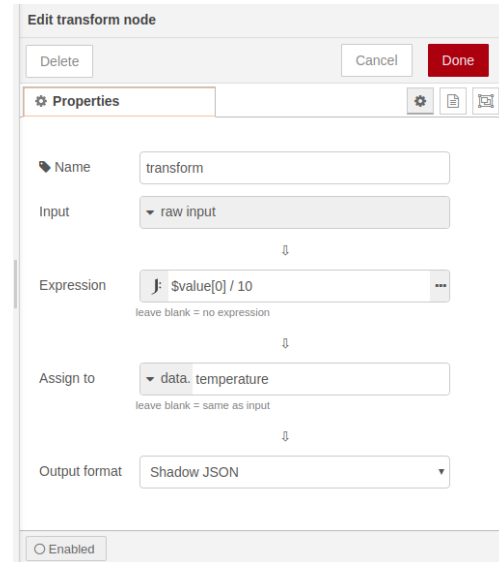 Edit transform node
Delete Cancel Done
Properties
Name transform
Input raw input
Expression J: $value[0] / 10 •••
leave blank = no expression
Assign to data. temperature
leave blank = same as input
Output format Shadow JSON
Enabled